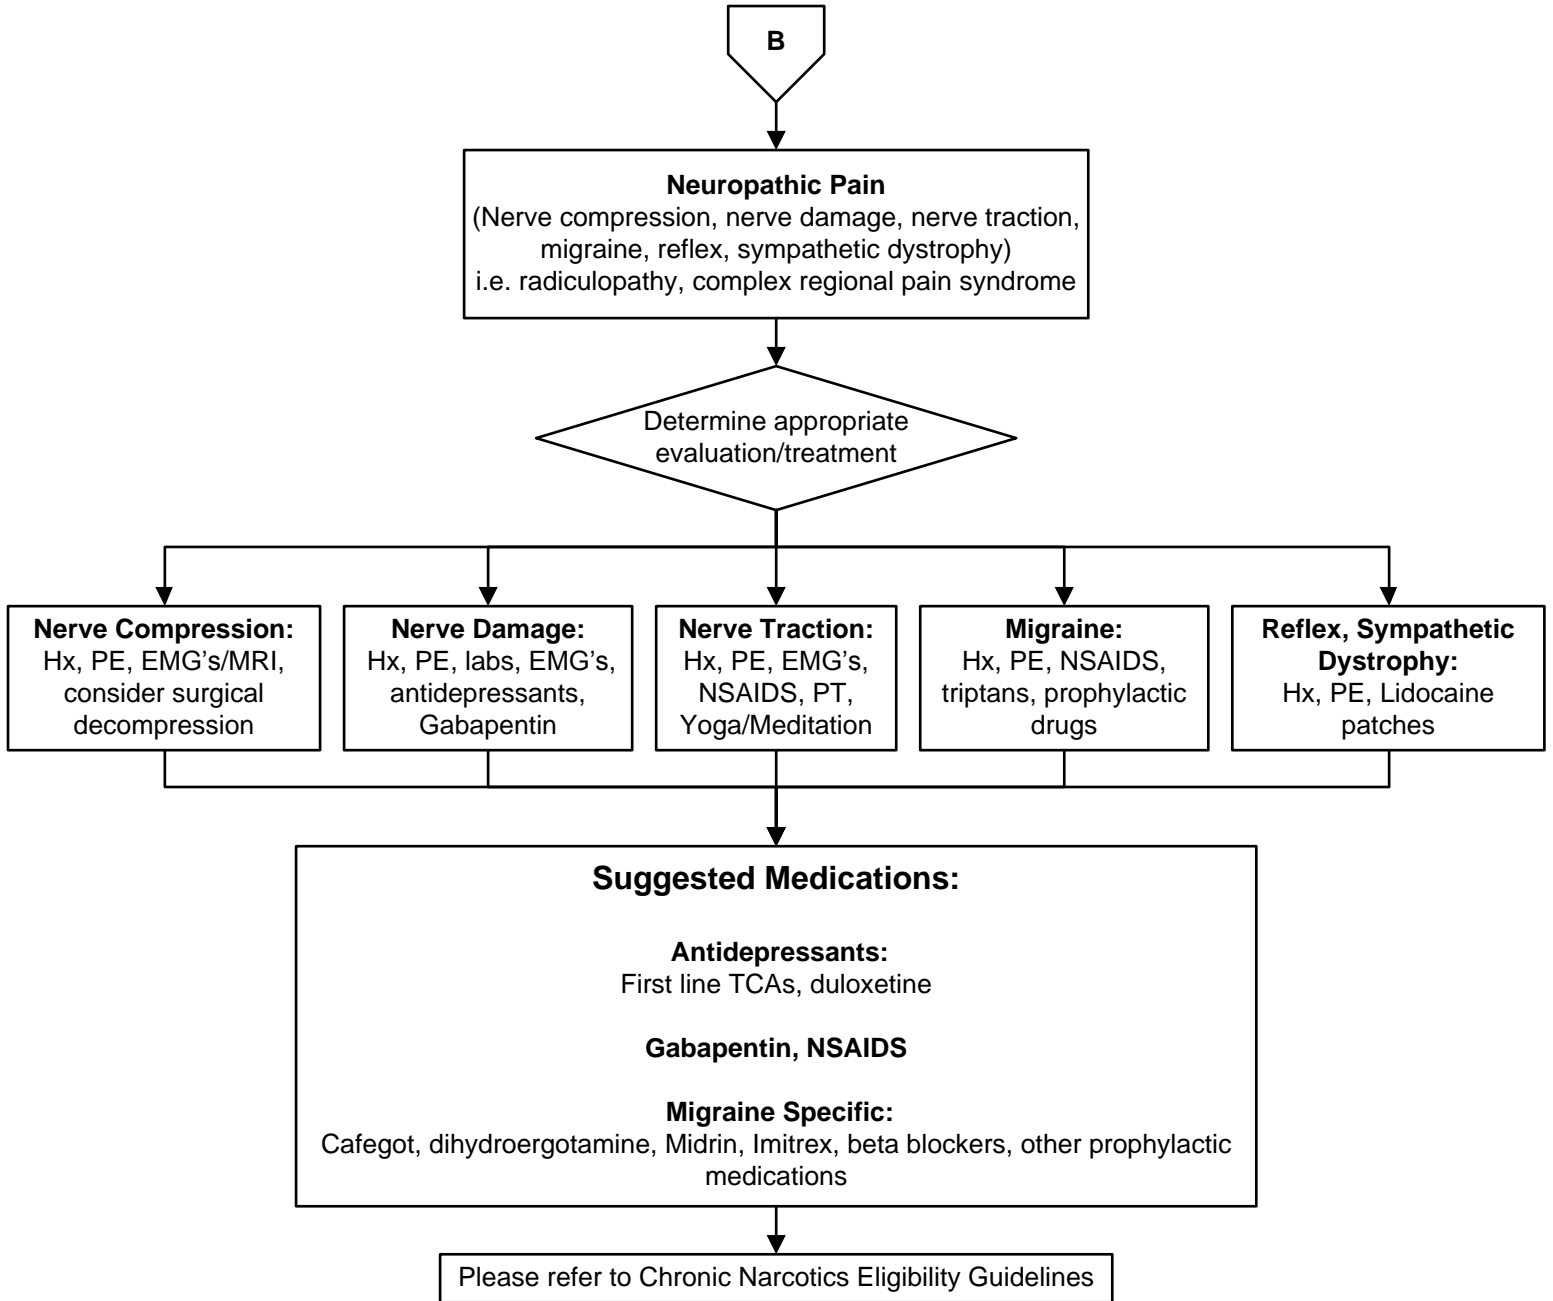 B
Neuropathic Pain
(Nerve compression, nerve damage, nerve traction,
migraine, reflex, sympathetic dystrophy)
i.e. radiculopathy, complex regional pain syndrome
Determine appropriate
evaluation/treatment
Nerve Compression:
Hx, PE, EMG's/MRI,
consider surgical
decompression
Nerve Damage:
Hx, PE, labs, EMG's,
antidepressants,
Gabapentin
Nerve Traction:
Hx, PE, EMG's,
NSAIDS, PT,
Yoga/Meditation
Migraine:
Hx, PE, NSAIDS,
triptans, prophylactic
drugs
Reflex, Sympathetic
Dystrophy:
Hx, PE, Lidocaine
patches
Suggested Medications:
Antidepressants:
First line TCAs, duloxetine
Gabapentin, NSAIDS
Migraine Specific:
Cafegot, dihydroergotamine, Midrin, Imitrex, beta blockers, other prophylactic
medications
Please refer to Chronic Narcotics Eligibility Guidelines